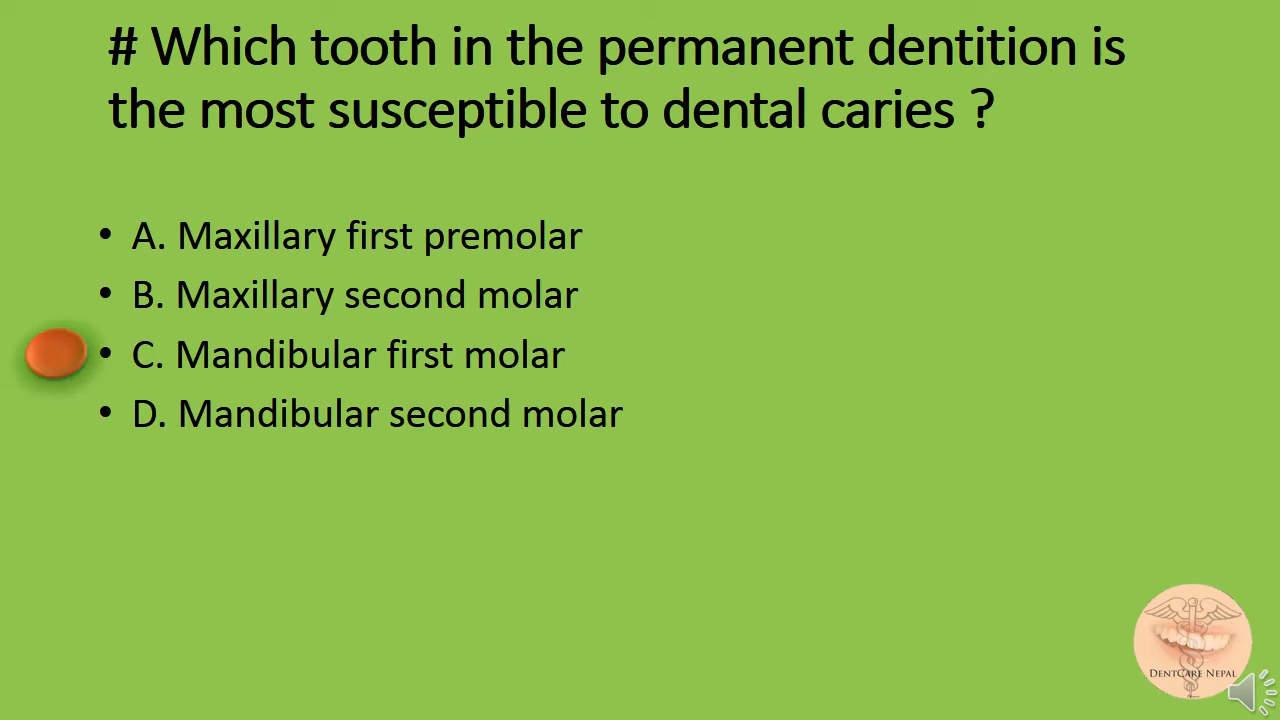 # Which tooth in the permanent dentition is
the most susceptible to dental caries ?
• A. Maxillary first premolar
• B. Maxillary second molar
• C. Mandibular first molar
• D. Mandibular second molar
DENTCARE NEPAL